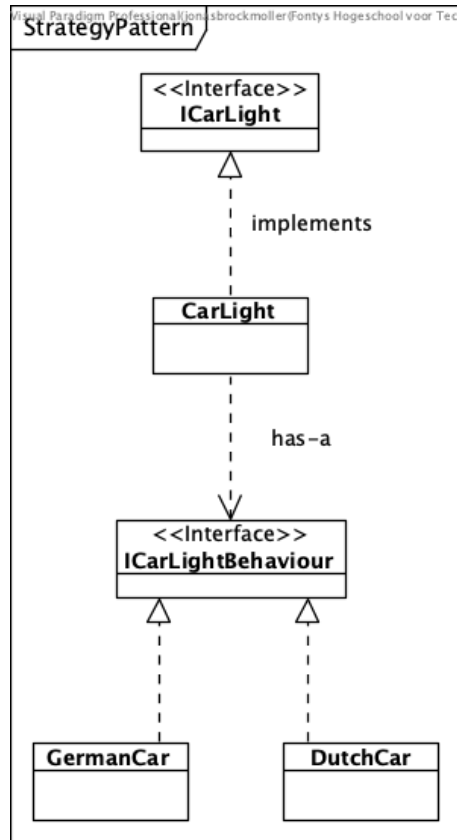 Visual Paradigm Professional(jonasbrockmoller(Fontys Hogeschool voor Tec
StrategyPattern
<<Interface>>
ICarLight
implements
CarLight
has-a
<<Interface>>
ICarLightBehaviour
GermanCar
DutchCar